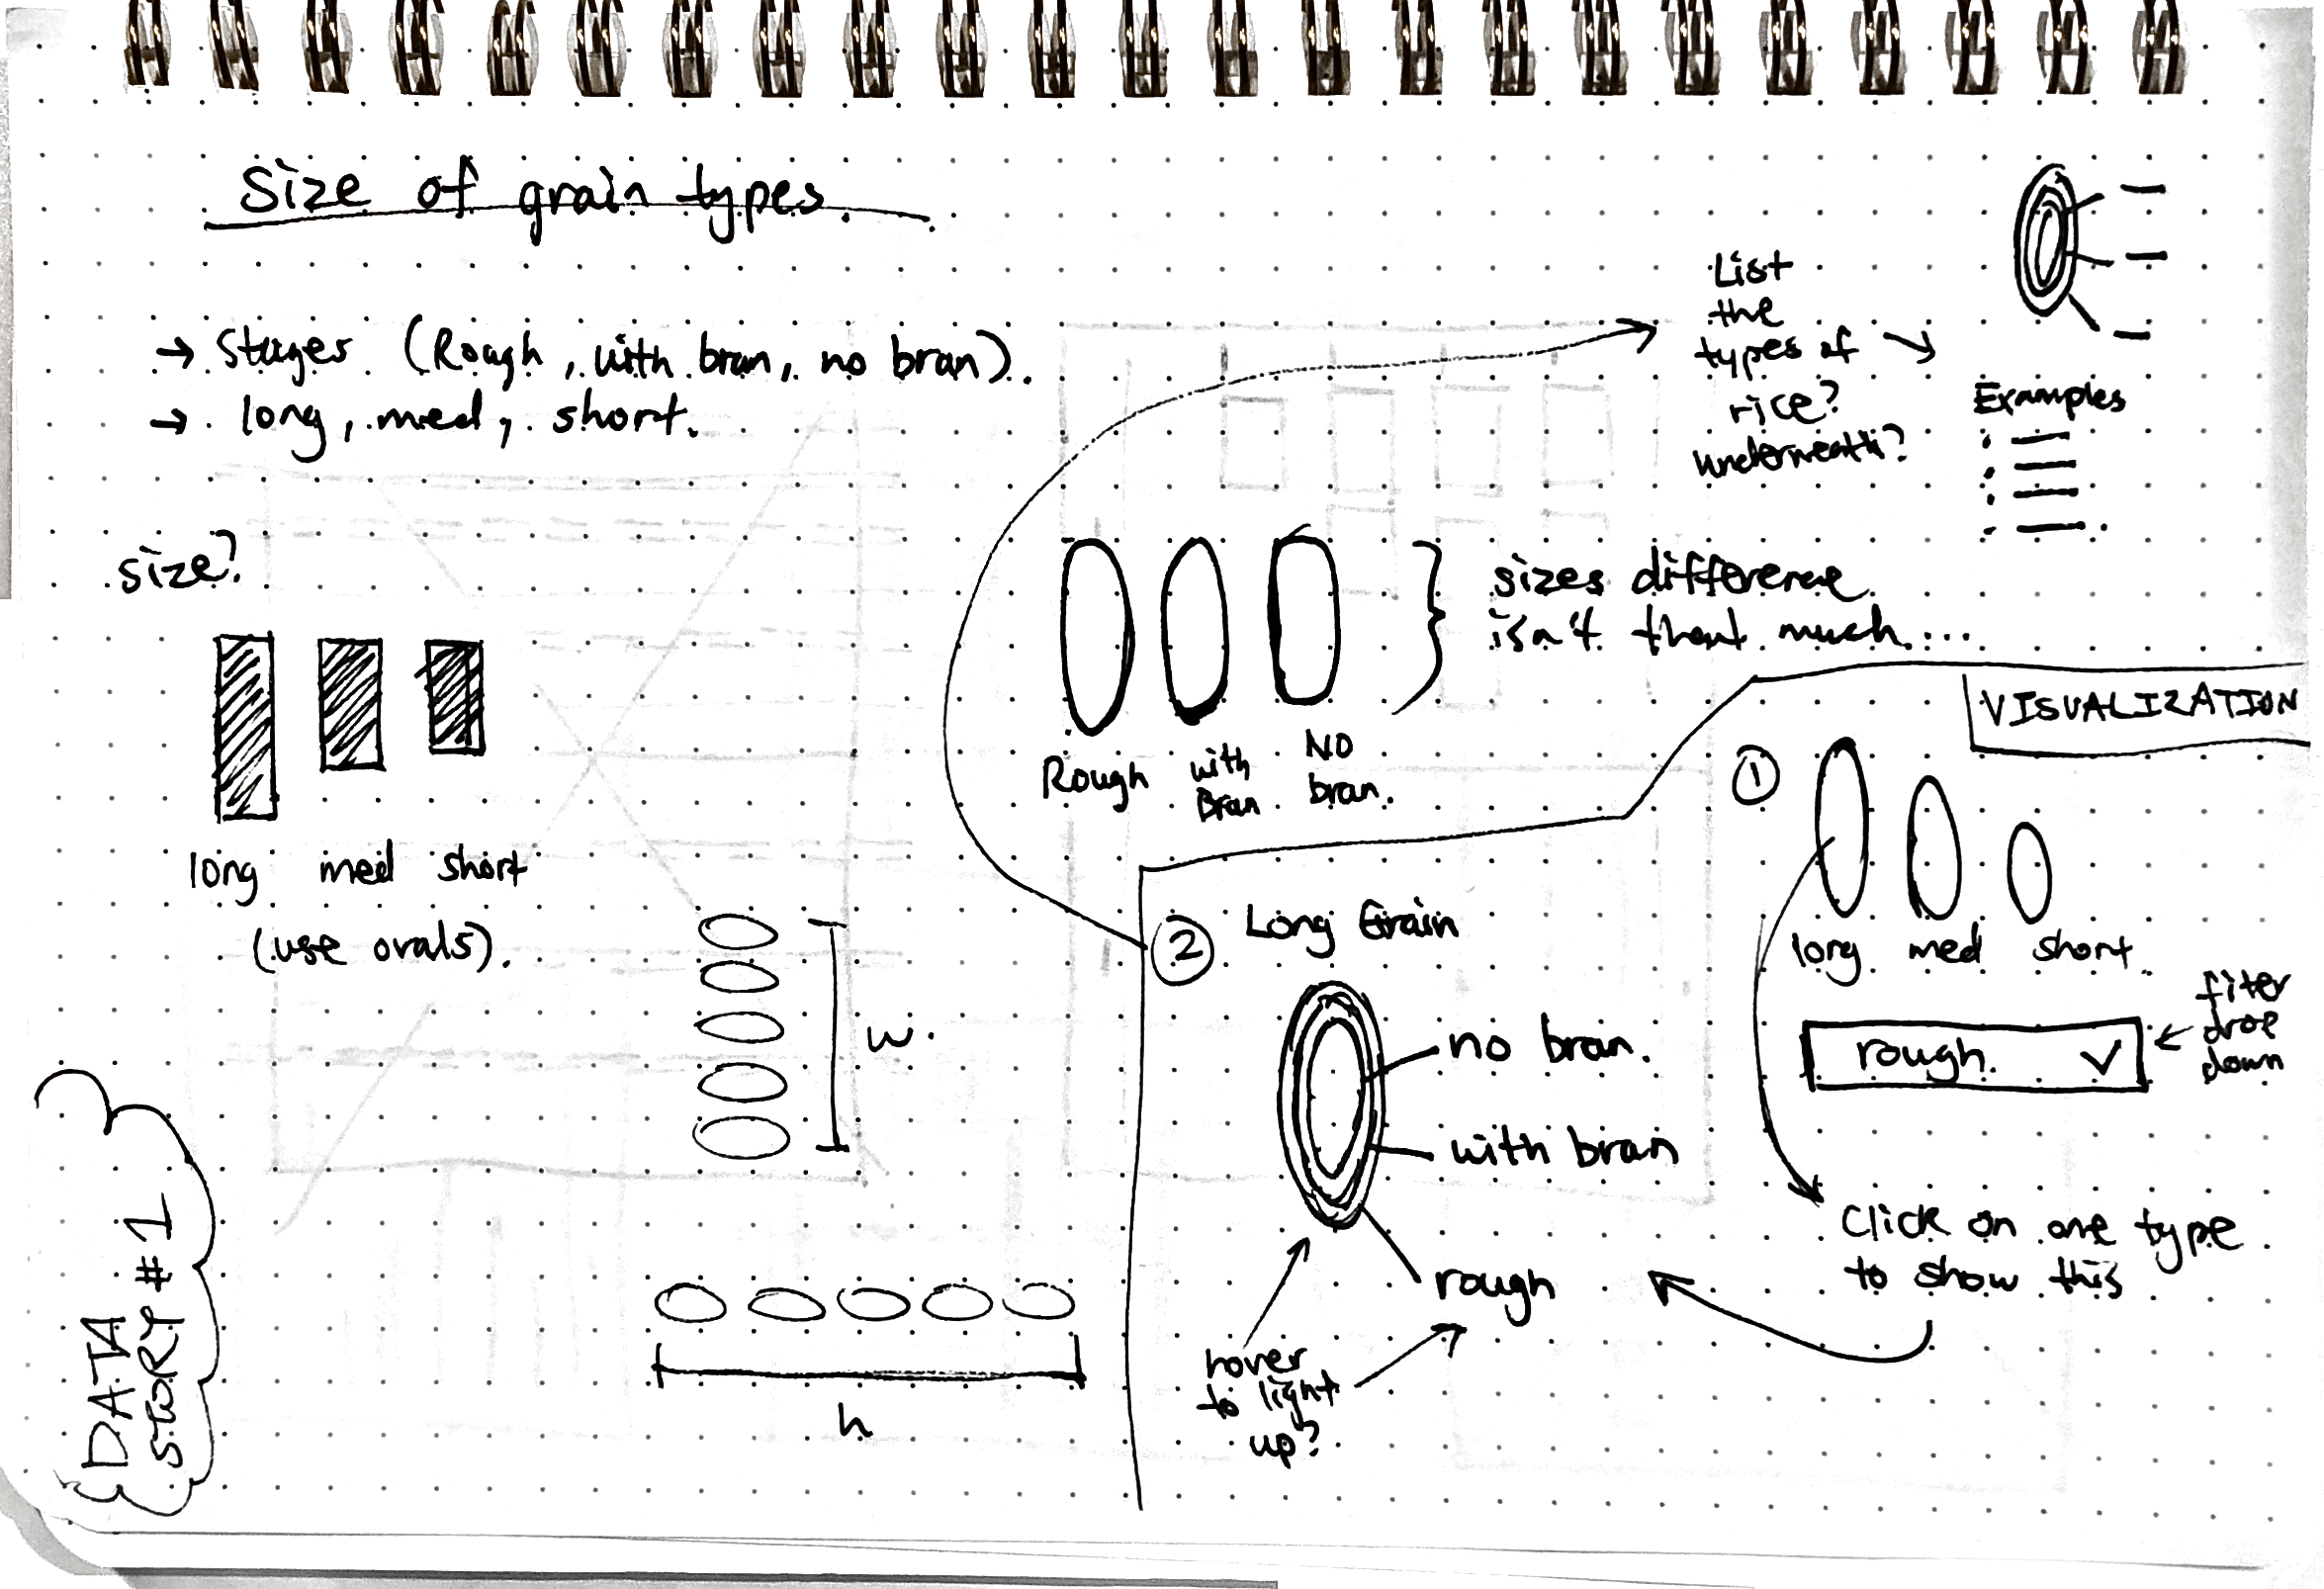 Size of grain types.
→ Stages (Rough, with bran, no bran).
→ long, med, short.
List
the
types of
rice?
underneath?
Examples
size?
long med short
(use ovals).
Rough
with
Bran
NO
bran.
sizes difference
isn't that much...
VISUALIZATION
1
long med short
rough.
fiter
drop
down
Click on one type
to show this
2
Long Grain
no bran.
with bran
rough
hover
to light
up?
w.
h
DATA
STORY #1